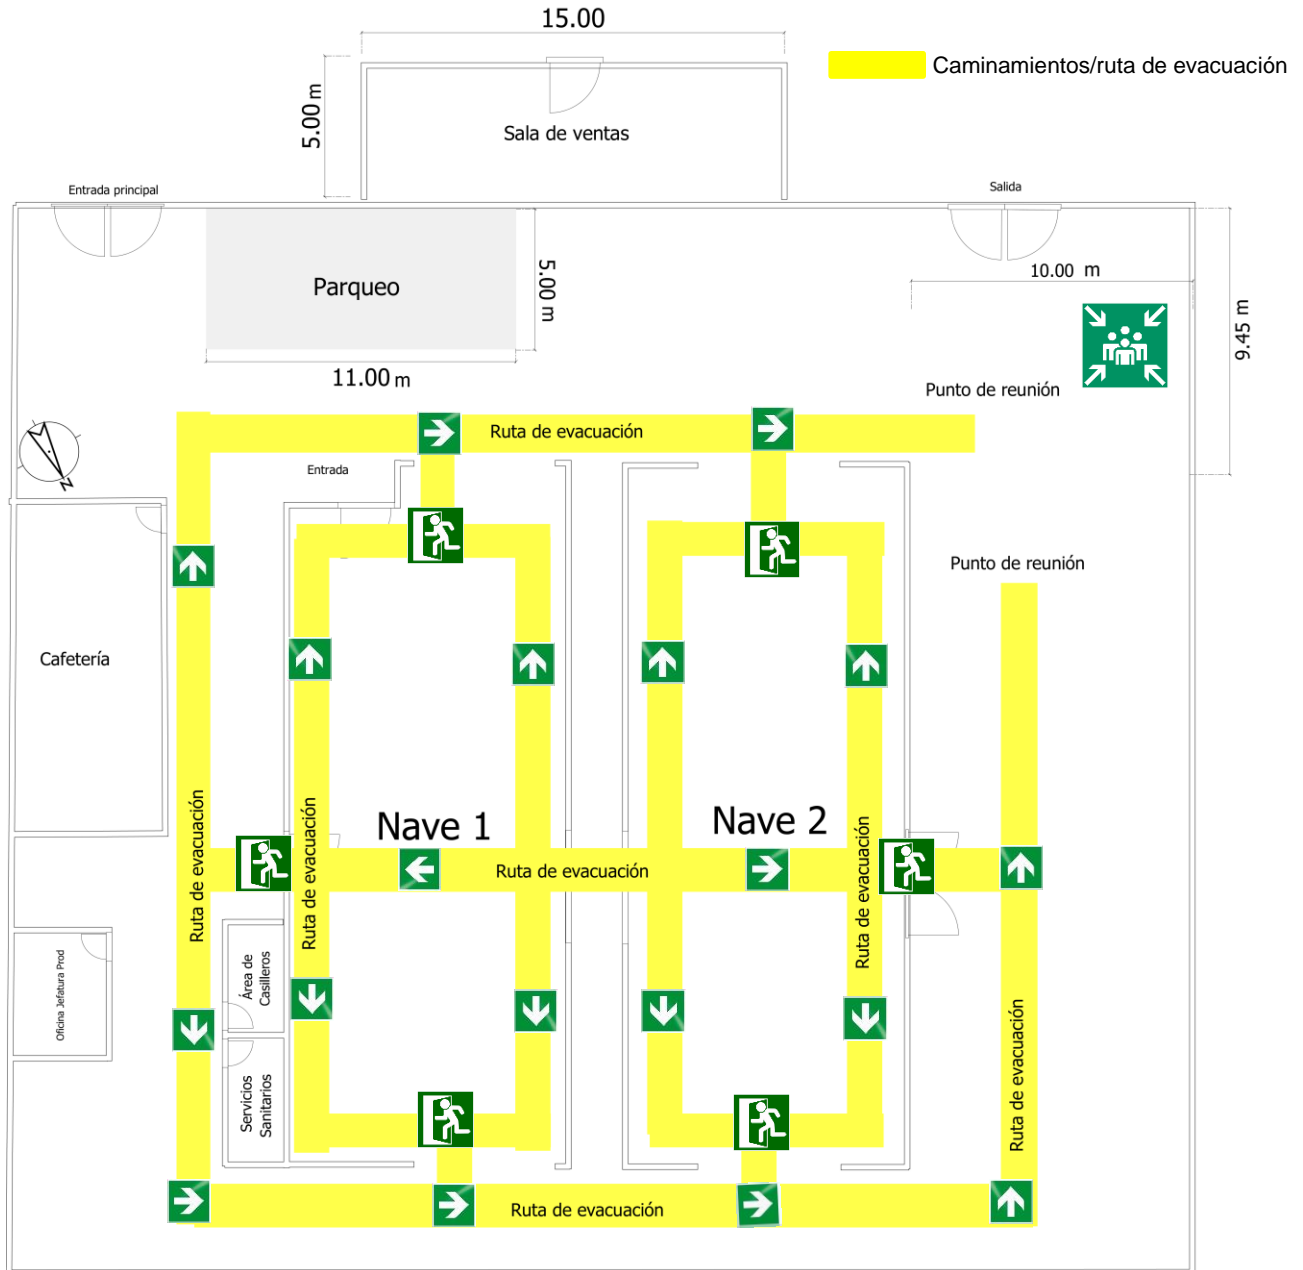 15.00
Caminamientos/ruta de evacuación
5.00 m
Sala de ventas
Entrada principal
Salida
10.00 m
Parqueo
5.00 m
9.45 m
11.00 m
Punto de reunión
Ruta de evacuación
Entrada
N
Punto de reunión
Cafetería
Nave 1
Nave 2
Ruta de evacuación
Ruta de evacuación
Ruta de evacuación
Ruta de evacuación
Área de
Casilleros
Oficina Jefatura Prod
Servicios
Sanitarios
Ruta de evacuación
Ruta de evacuación